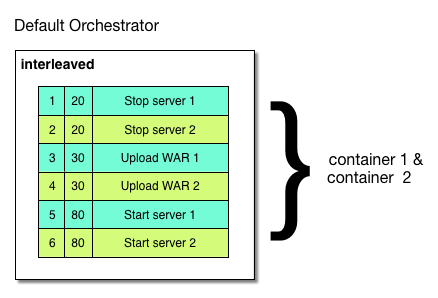 Default Orchestrator
interleaved
1 20 Stop server 1
2 20 Stop server 2
3 30 Upload WAR 1
4 30 Upload WAR 2
5 80 Start server 1
6 80 Start server 2
container 1 &
container 2